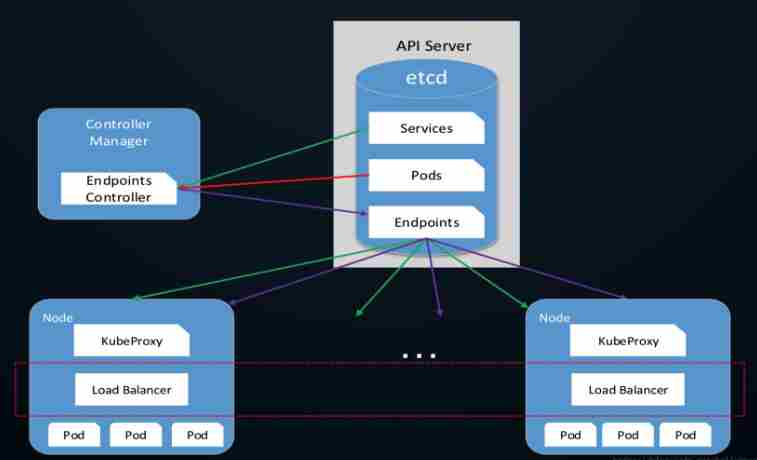 API Server
etcd
Services
Pods
Endpoints
Controller
Manager
Endpoints
Controller
Node
KubeProxy
Load Balancer
Pod
Pod
Pod
...
Node
KubeProxy
Load Balancer
Pod
Pod
Pod